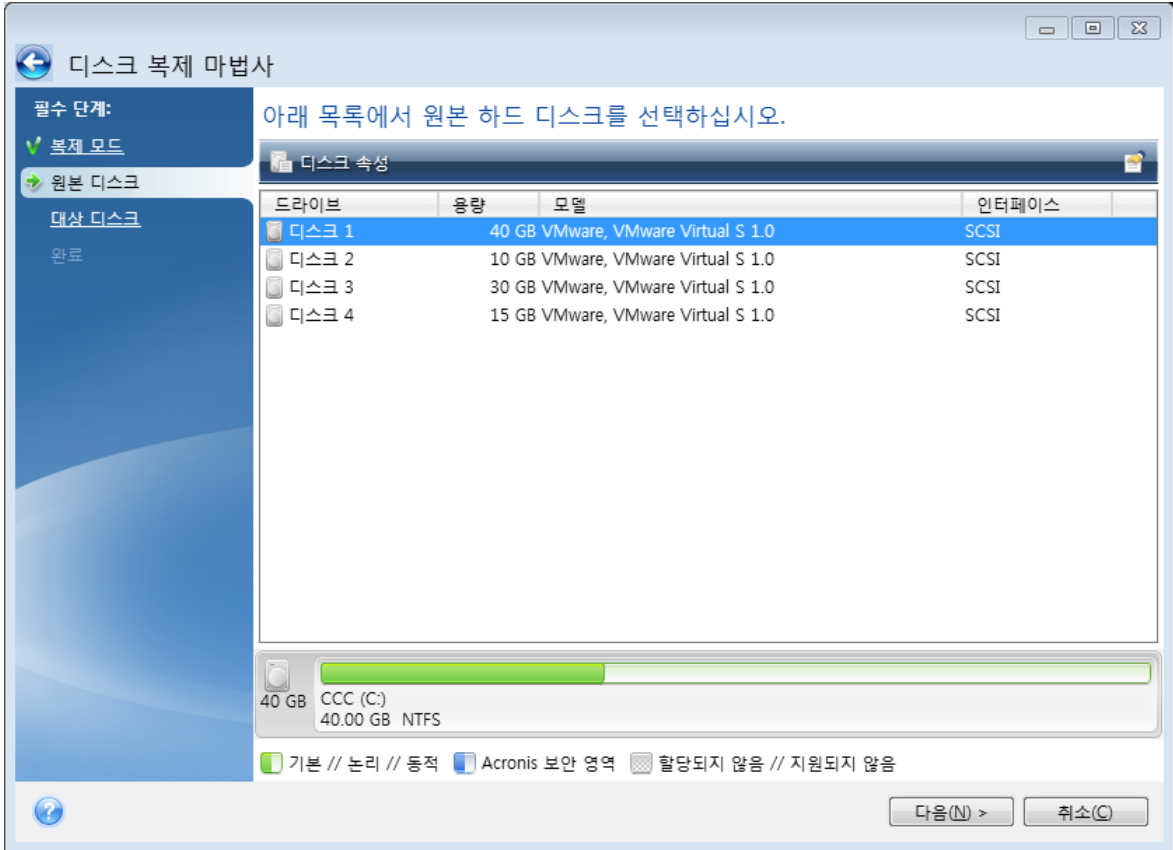 디스크 복제 마법사
필수 단계:
복제 모드
원본 디스크
대상 디스크
완료
아래 목록에서 원본 하드 디스크를 선택하십시오.
디스크 속성
드라이브 용량 모델 인터페이스
디스크 1 40 GB VMware, VMware Virtual S 1.0 SCSI
디스크 2 10 GB VMware, VMware Virtual S 1.0 SCSI
디스크 3 30 GB VMware, VMware Virtual S 1.0 SCSI
디스크 4 15 GB VMware, VMware Virtual S 1.0 SCSI
40 GB CCC (C:)
40.00 GB NTFS
기본 // 논리 // 동적 Acronis 보안 영역 할당되지 않음 // 지원되지 않음
다음(N) > 취소(C)